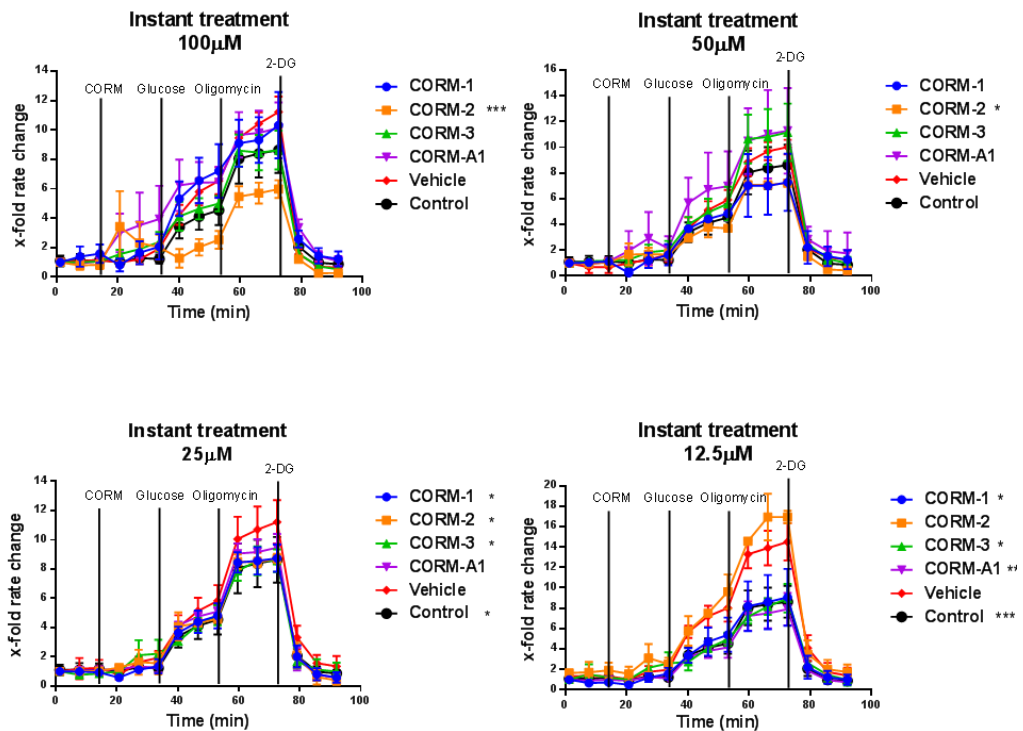 Instant treatment
100µM
2-DG
CORM Glucose Oligomycin
x-fold rate change
14
12
10
8
6
4
2
0
0 20 40 60 80 100
Time (min)
CORM-1
CORM-2 ***
CORM-3
CORM-A1
Vehicle
Control
Instant treatment
50µM
2-DG
CORM Glucose Oligomycin
x-fold rate change
16
14
12
10
8
6
4
2
0
0 20 40 60 80 100
Time (min)
CORM-1
CORM-2 *
CORM-3
CORM-A1
Vehicle
Control
Instant treatment
25µM
2-DG
CORM Glucose Oligomycin
x-fold rate change
14
12
10
8
6
4
2
0
0 20 40 60 80 100
Time (min)
CORM-1 *
CORM-2 *
CORM-3 *
CORM-A1
Vehicle
Control *
Instant treatment
12.5µM
2-DG
CORM Glucose Oligomycin
x-fold rate change
20
18
16
14
12
10
8
6
4
2
0
0 20 40 60 80 100
Time (min)
CORM-1 *
CORM-2
CORM-3 *
CORM-A1 **
Vehicle
Control ***